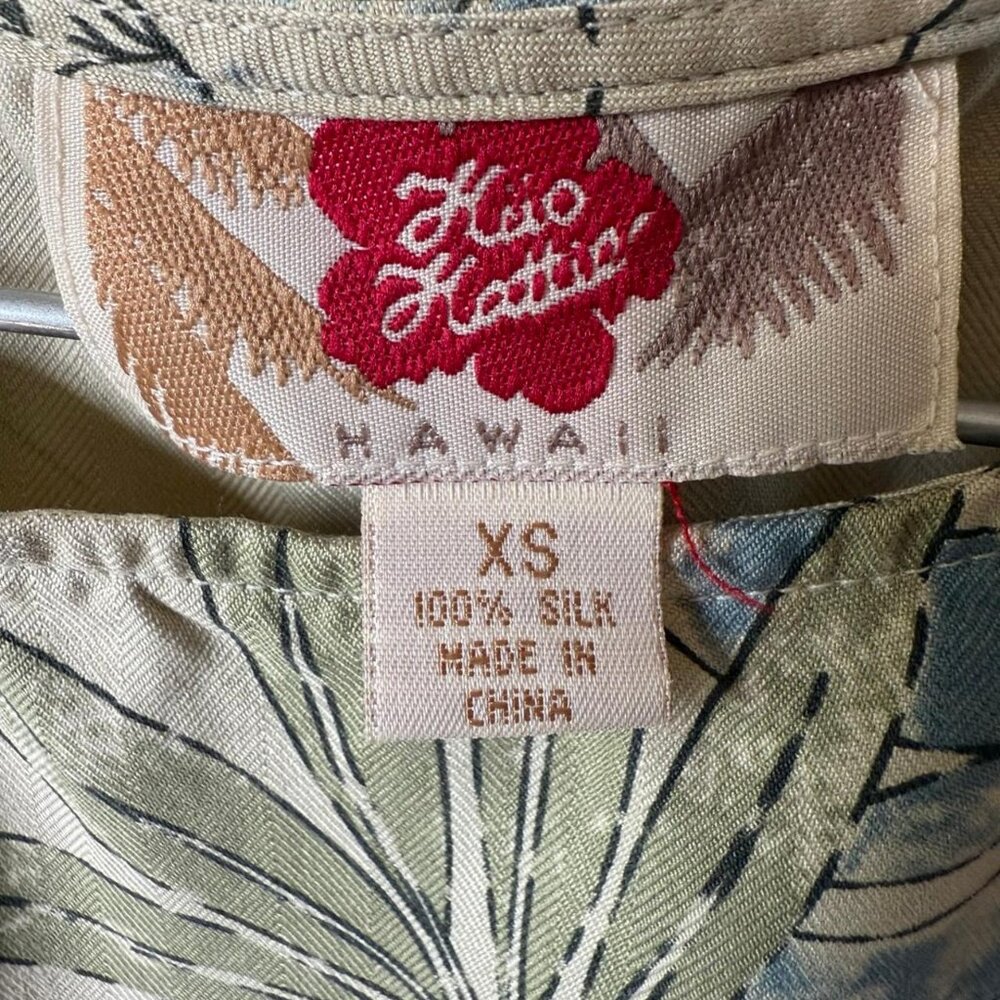 Hilo
Hattie
HAWAII
XS
100% SILK
MADE IN
CHINA